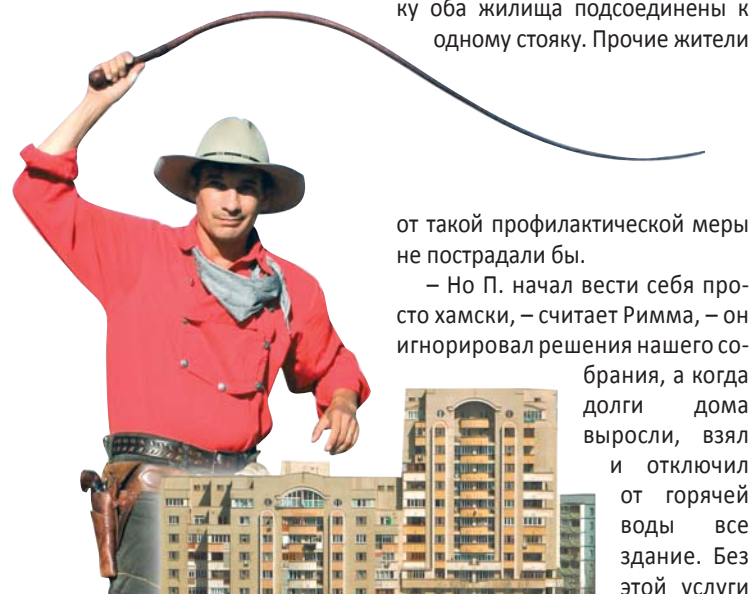 ку оба жилища подсоединены к
одному стояку. Прочие жители
от такой профилактической меры
не пострадали бы.
– Но П. начал вести себя про-
сто хамски, – считает Римма, – он
игнорировал решения нашего со-
брания, а когда
долги дома
выросли, взял
и отключил
от горячей
воды все
здание. Без
этой услуги